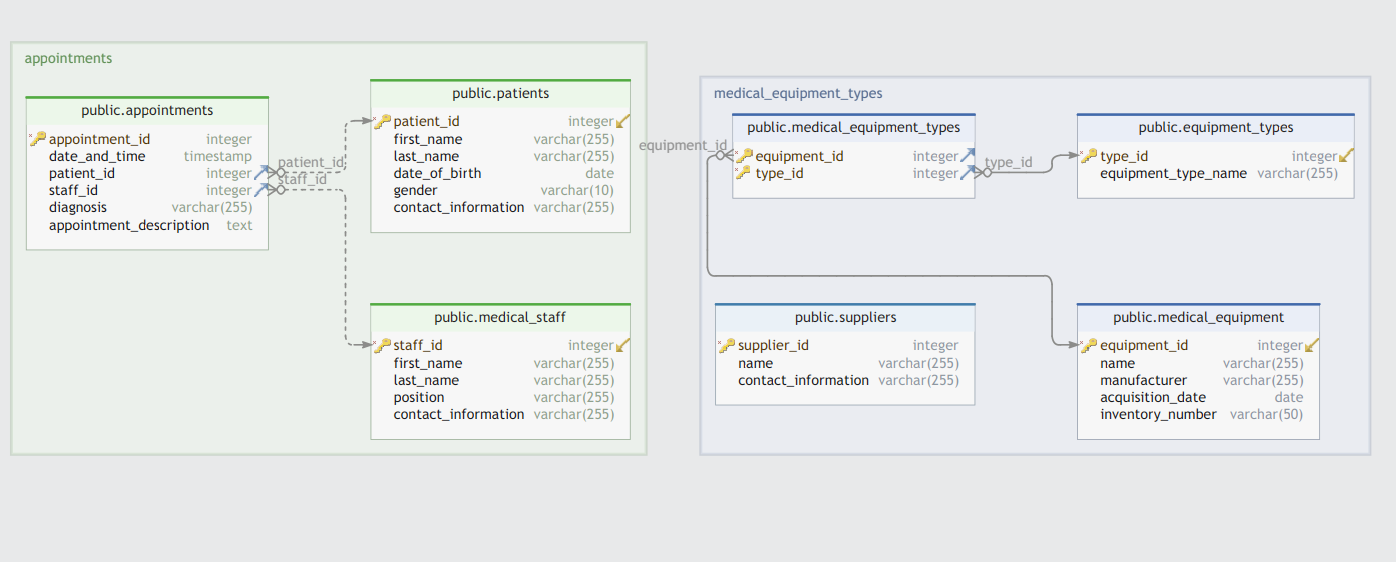 appointments
public.appointments
appointment_id integer
date_and_time timestamp
patient_id integer
staff_id integer
diagnosis varchar(255)
appointment_description text
patient_id
staff_id
public.patients
patient_id integer
first_name varchar(255)
last_name varchar(255)
date_of_birth date
gender varchar(10)
contact_information varchar(255)
public.medical_staff
staff_id integer
first_name varchar(255)
last_name varchar(255)
position varchar(255)
contact_information varchar(255)
medical_equipment_types
equipment_id
public.medical_equipment_types
equipment_id integer
type_id integer
type_id
public.equipment_types
type_id integer
equipment_type_name varchar(255)
public.suppliers
supplier_id integer
name varchar(255)
contact_information varchar(255)
public.medical_equipment
equipment_id integer
name varchar(255)
manufacturer varchar(255)
acquisition_date date
inventory_number varchar(50)